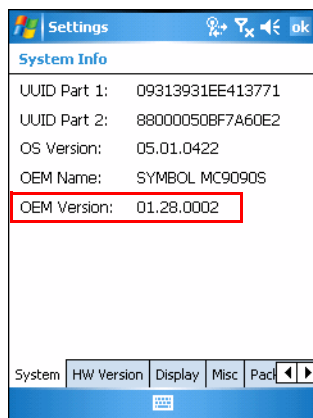 Settings ok
System Info
UUID Part 1: 09313931EE413771
UUID Part 2: 88000050BF7A60E2
OS Version: 05.01.0422
OEM Name: SYMBOL MC9090S
OEM Version: 01.28.0002
System HW Version Display Misc Pack